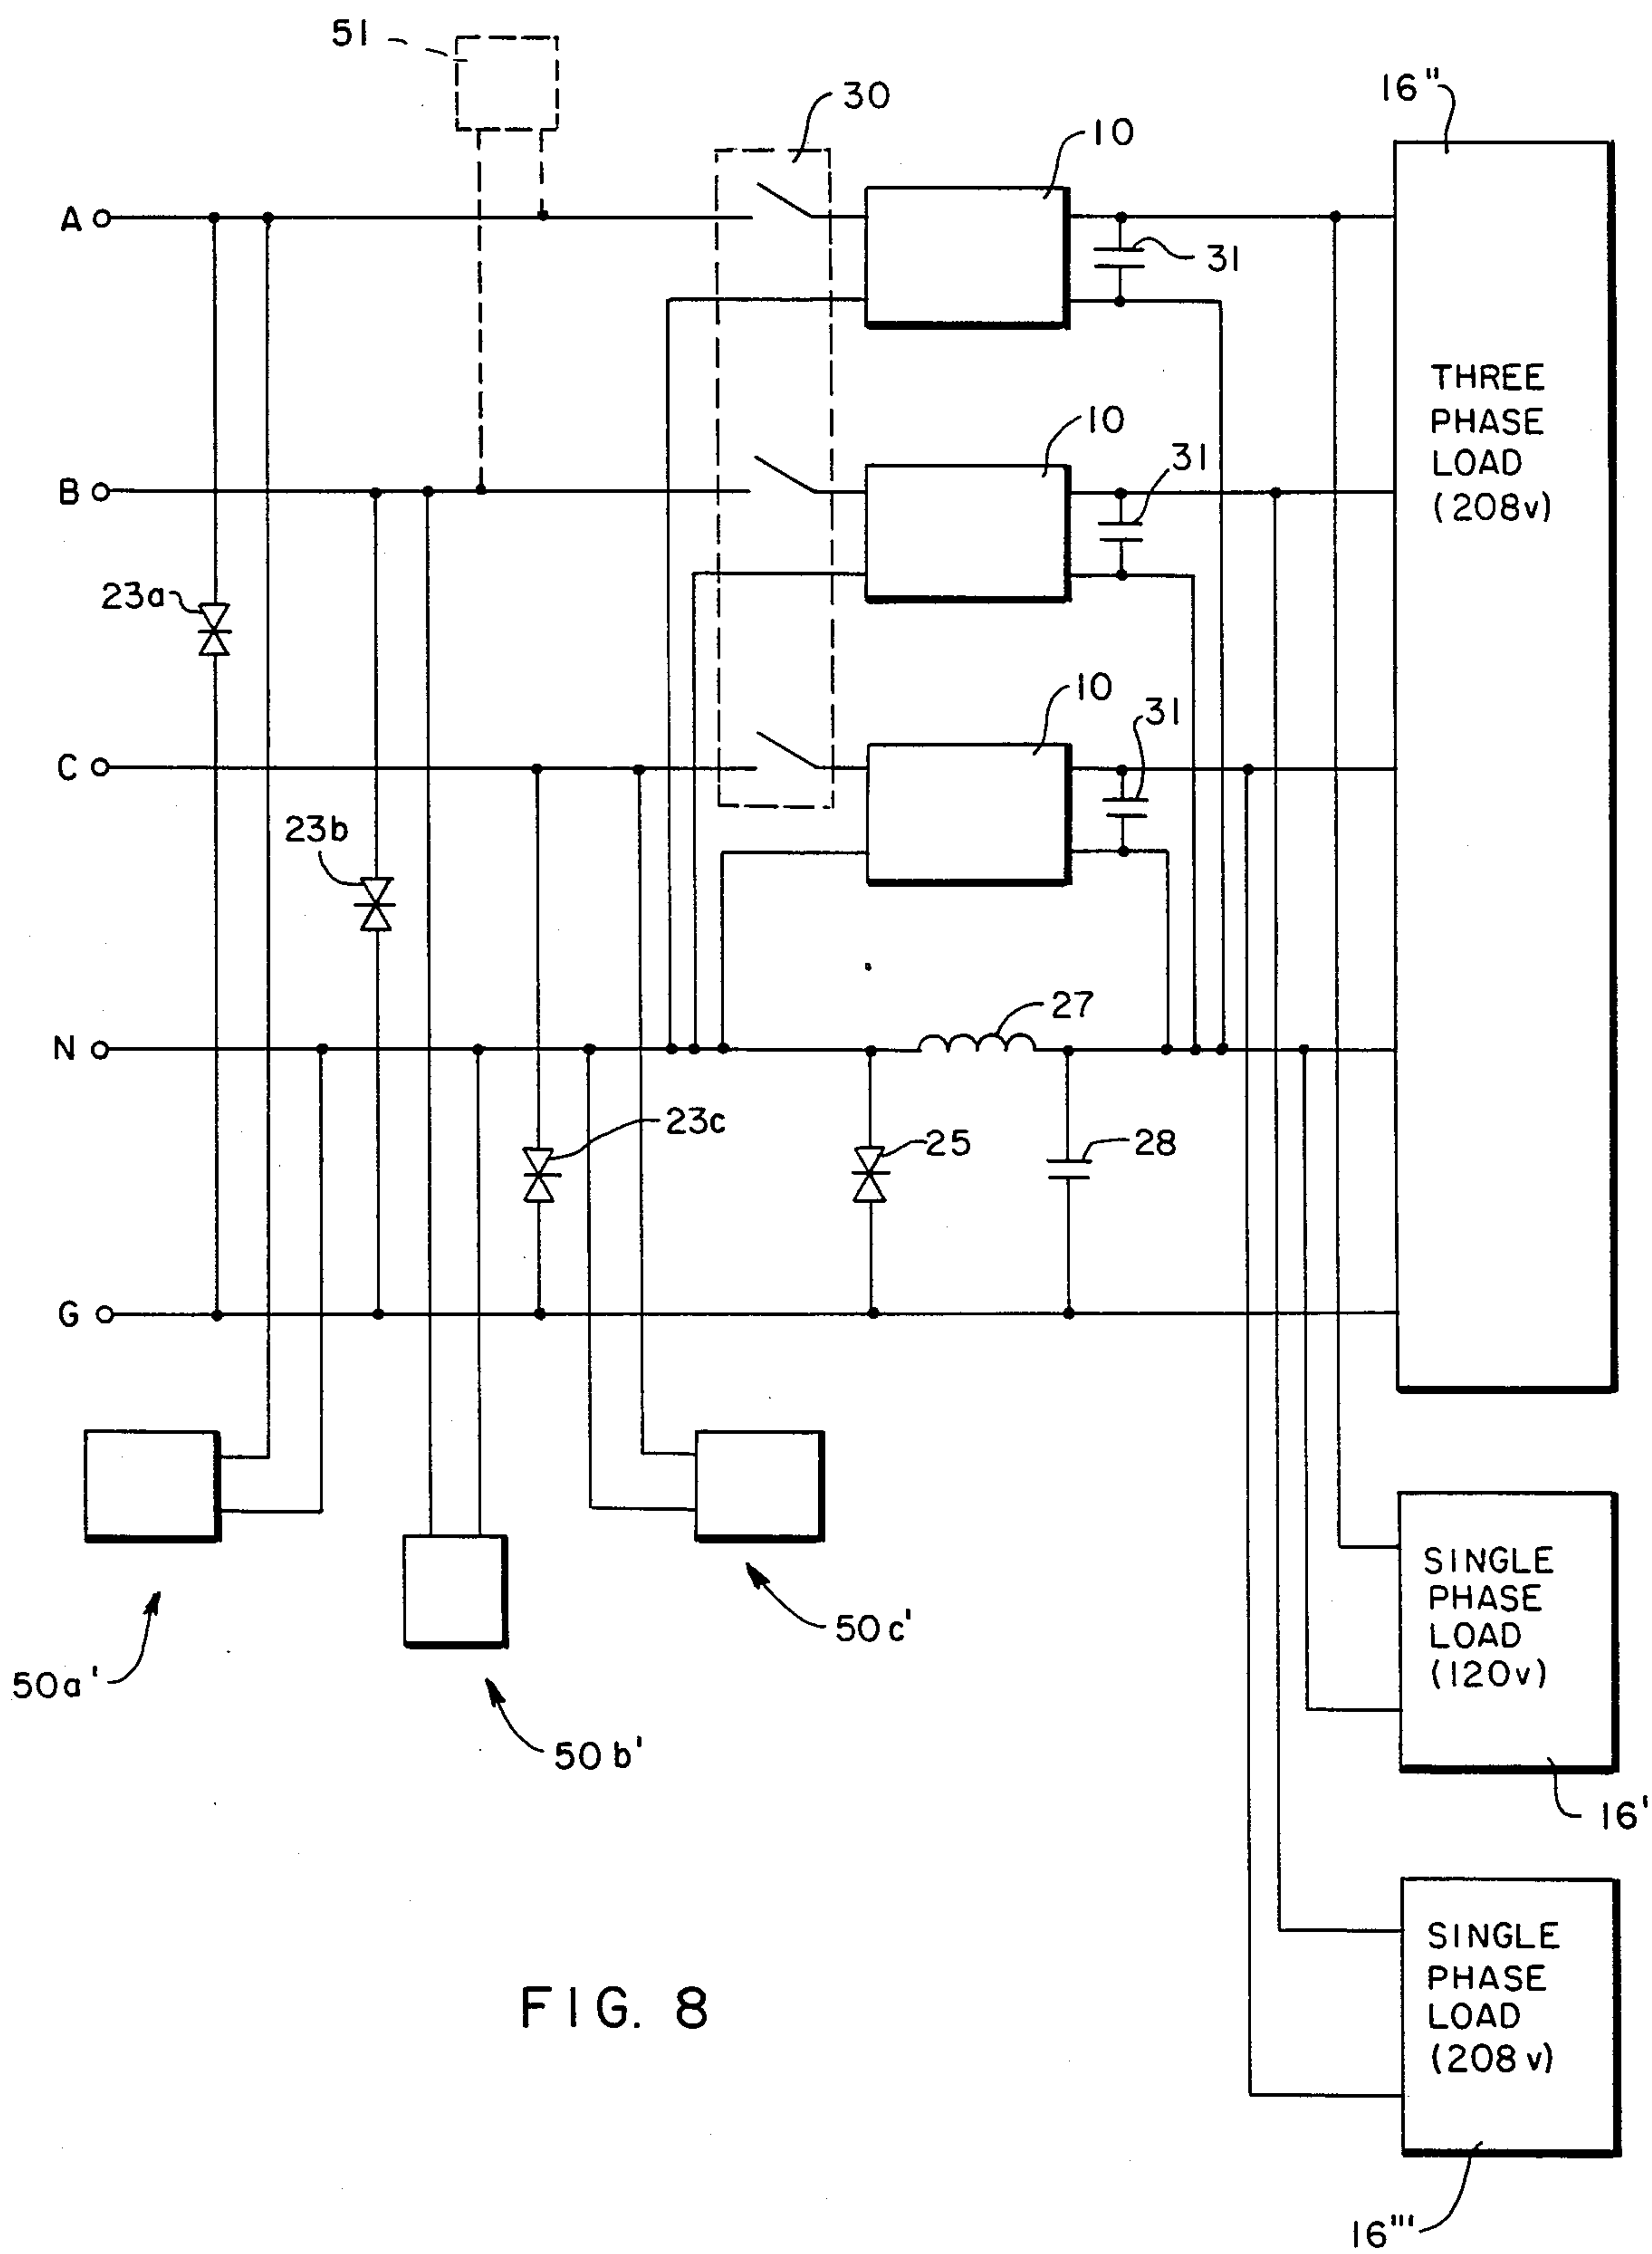 51
30
16"
10
A
31
10
31
THREE
PHASE
LOAD
(208v)
B
23a
10
31
C
23b
27
N
23c
25
28
G
SINGLE
PHASE
LOAD
(120v)
50a'
50b'
50c'
16'
SINGLE
PHASE
LOAD
(208v)
FIG. 8
16'''